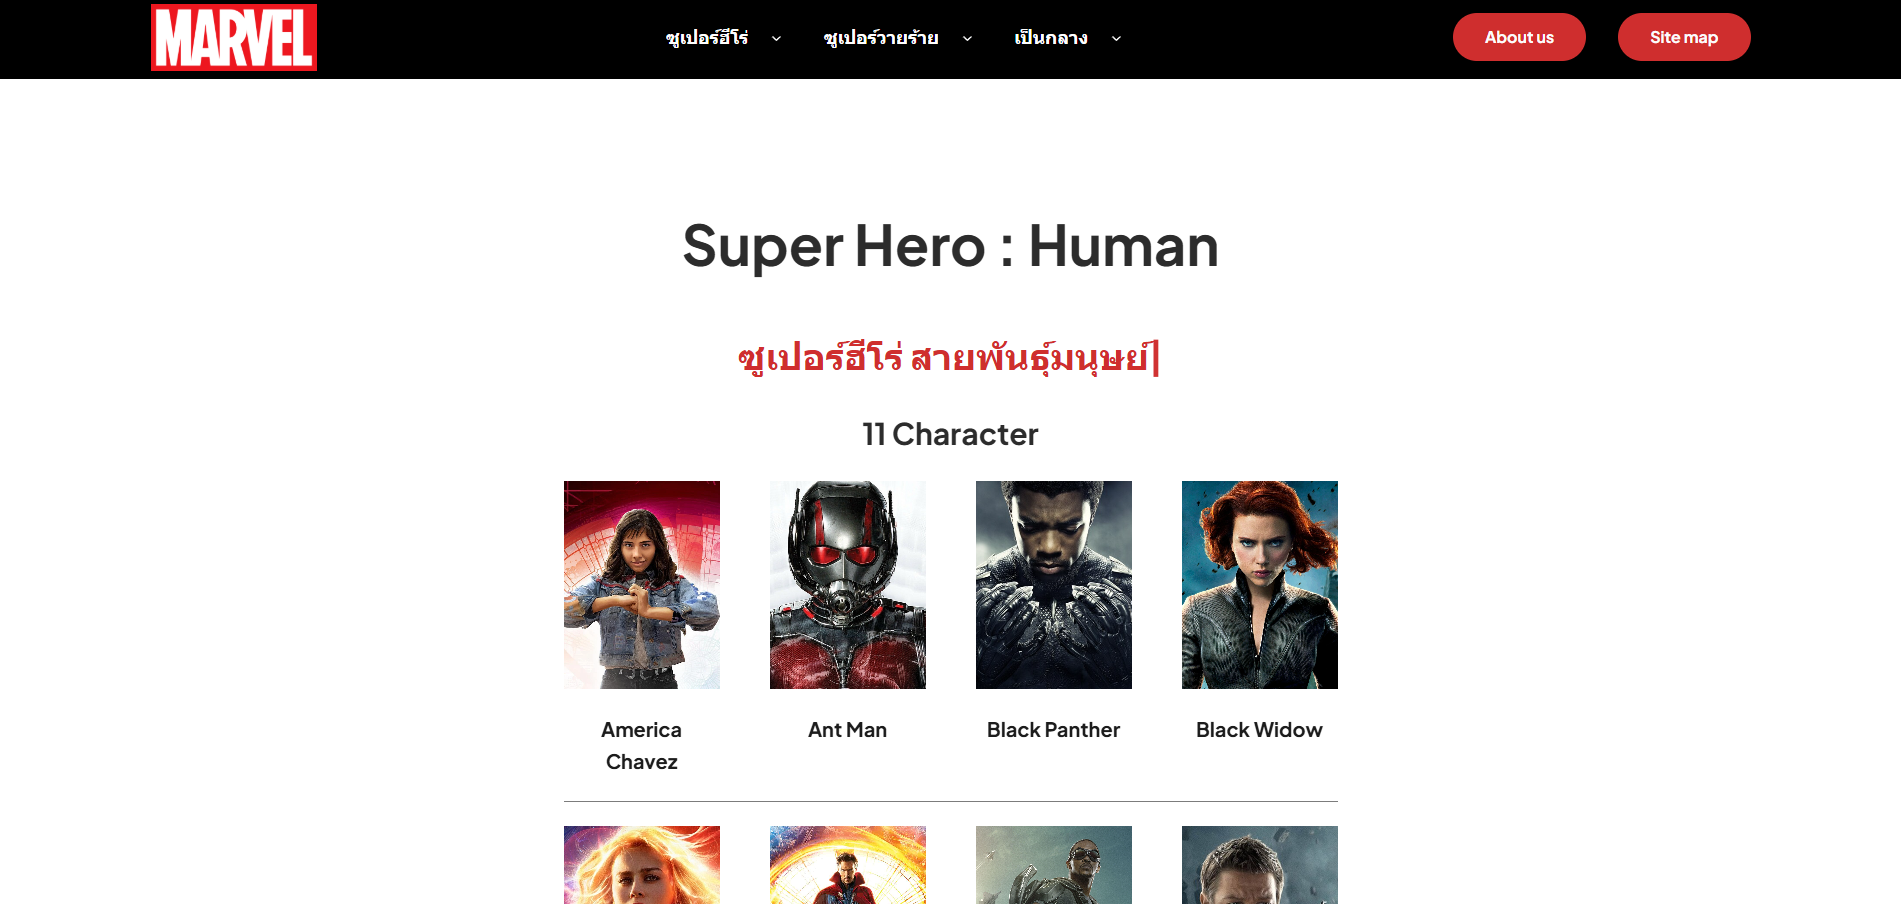 MARVEL
ซูเปอร์ฮีโร่
ซูเปอร์วายร้าย
เป็นกลาง
About us
Site map
Super Hero : Human
ซูเปอร์ฮีโร่ สายพันธุ์มนุษย์|
11 Character
America
Chavez
Ant Man
Black Panther
Black Widow